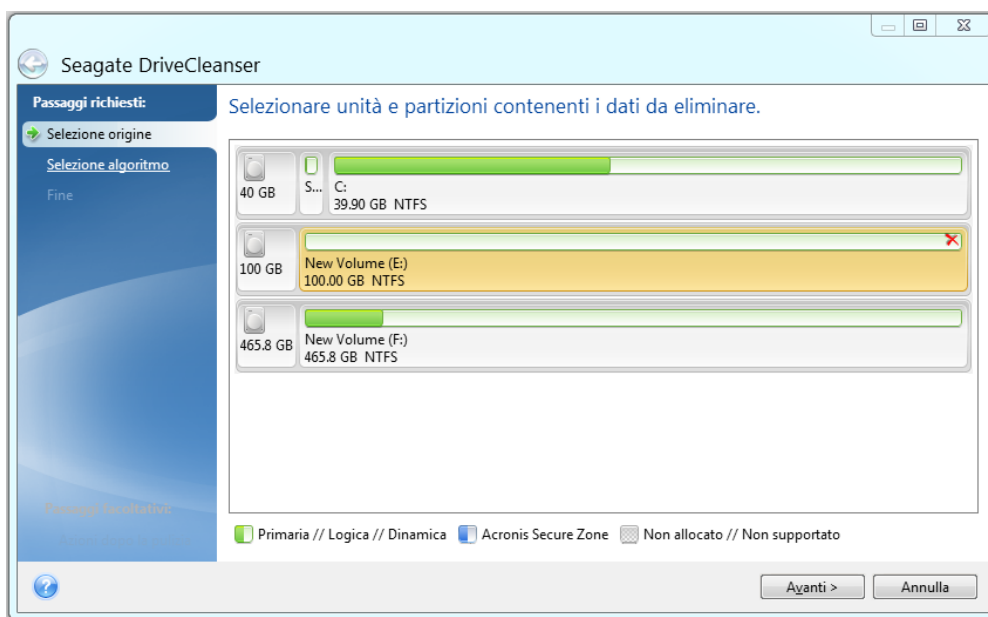 Seagate DriveCleanser
Passaggi richiesti:
Selezione origine
Selezione algoritmo
Fine
Selezionare unità e partizioni contenenti i dati da eliminare.
40 GB
S...
C:
39.90 GB NTFS
100 GB
New Volume (E:)
100.00 GB NTFS
465.8 GB
New Volume (F:)
465.8 GB NTFS
Primaria // Logica // Dinamica
Acronis Secure Zone
Non allocato // Non supportato
Avanti >
Annulla